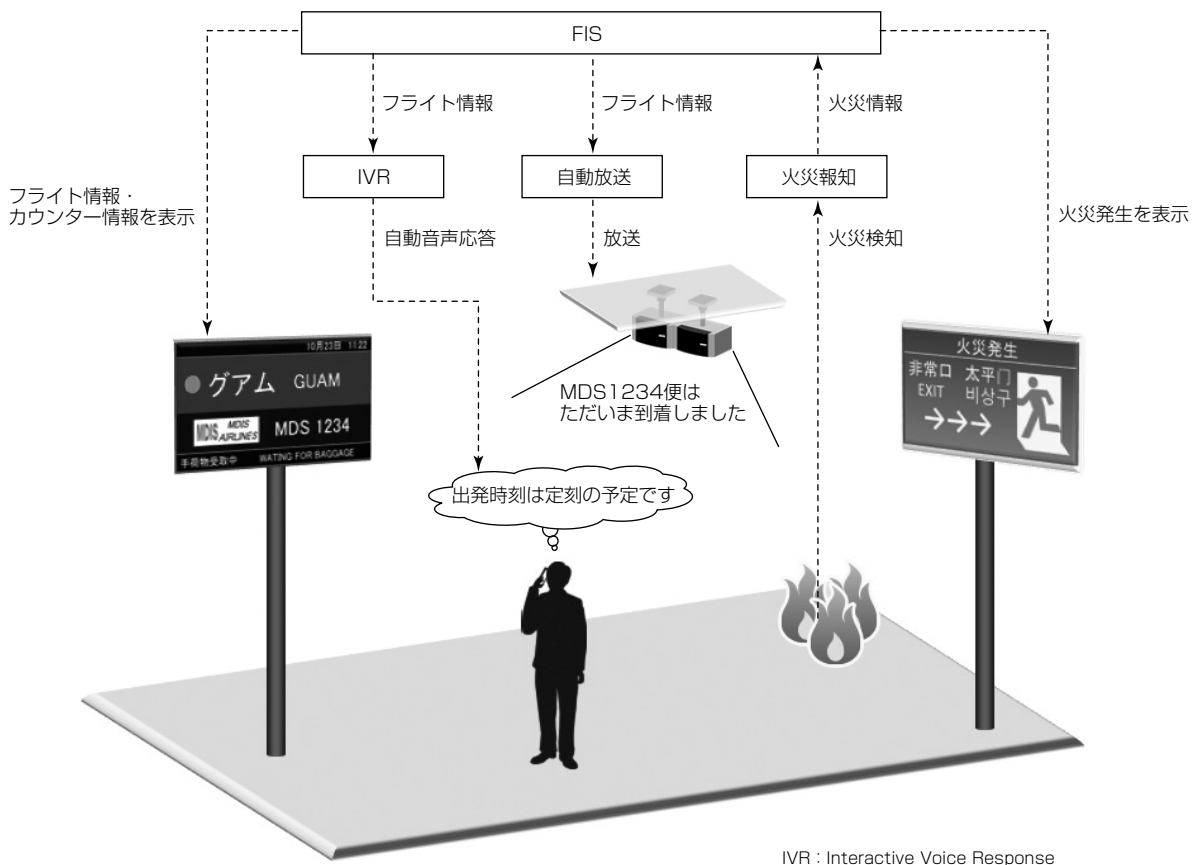 FIS
フライト情報
フライト情報
火災情報
IVR
自動放送
火災報知
フライト情報・
カウンター情報を表示
自動音声応答
放送
火災検知
火災発生を表示
10月23日 11:22
グアム GUAM
MDIS MDIS AIRLINES MDS 1234
手荷物受取中 WATING FOR BAGGAGE
MDS1234便は
ただいま到着しました
火災発生
非常口 太平门
EXIT 비상구
→→→
出発時刻は定刻の予定です
IVR：Interactive Voice Response